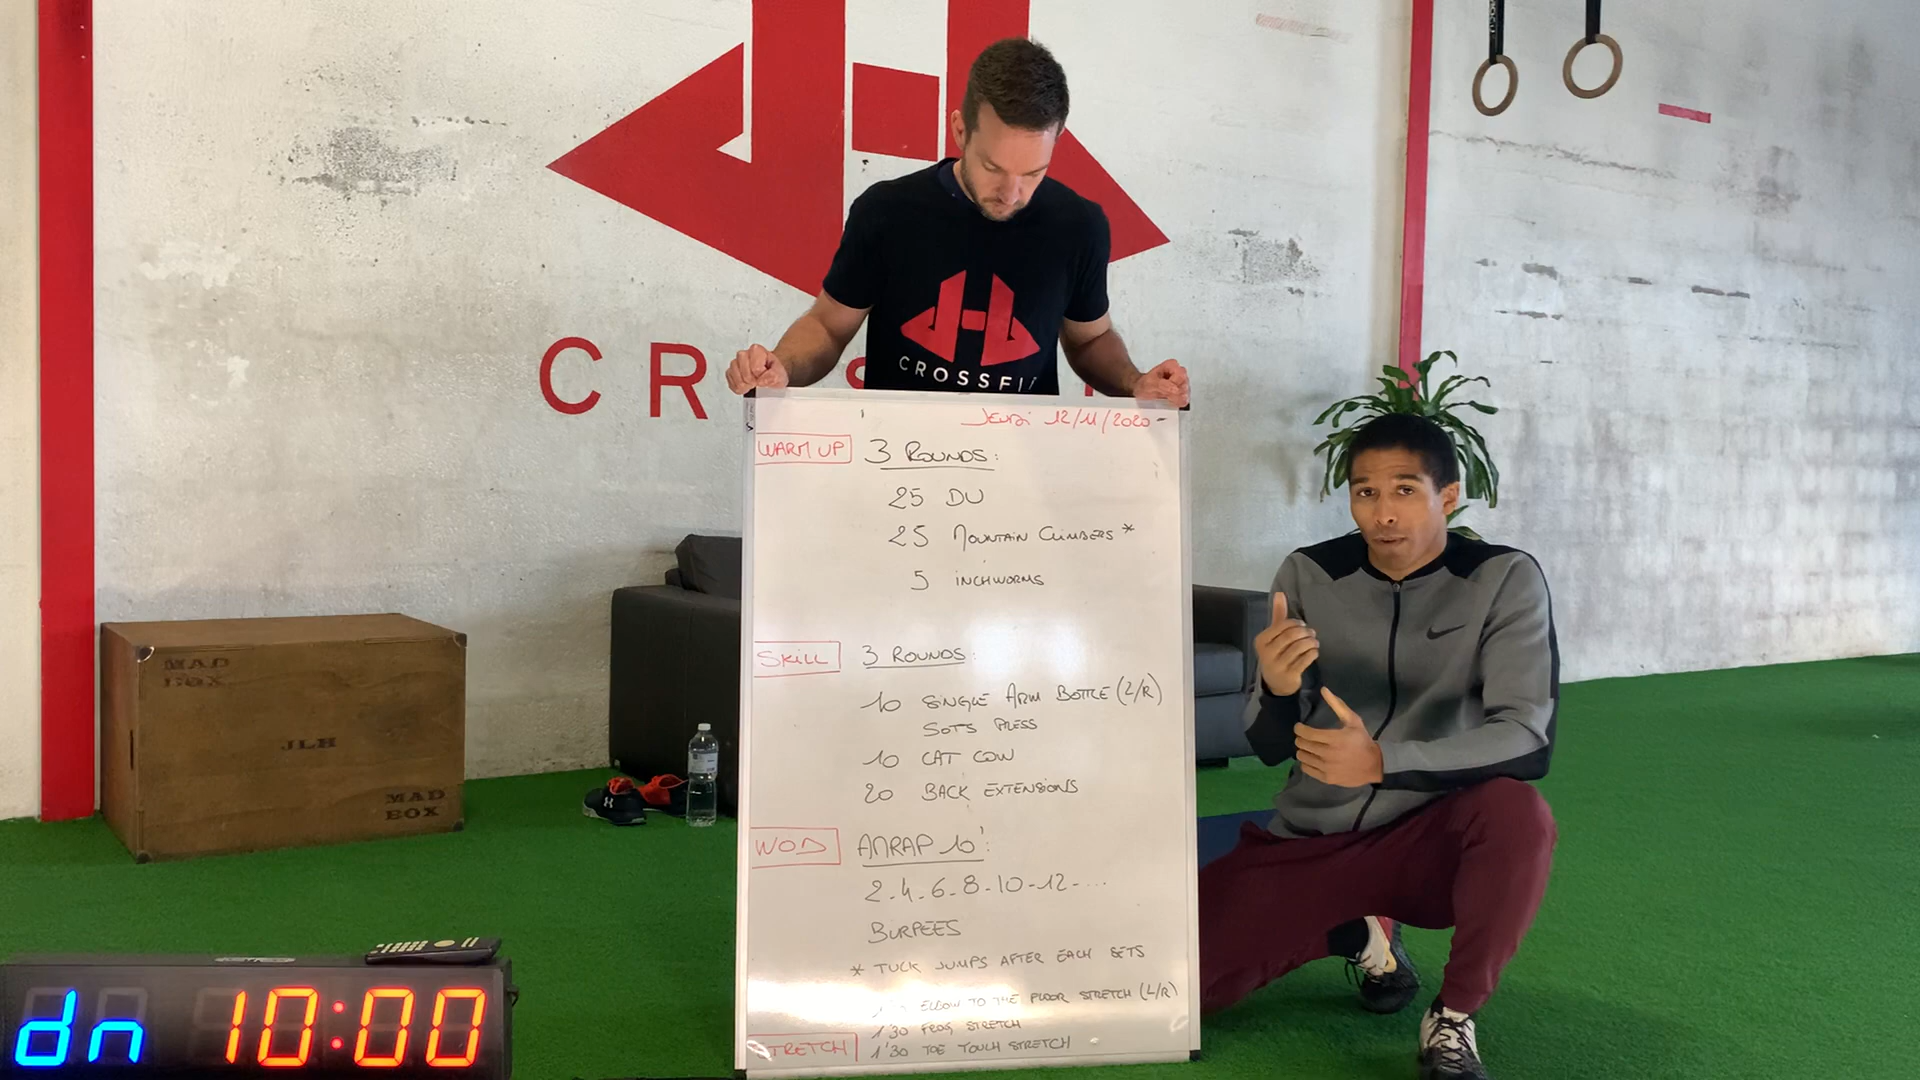 CR
CROSSFIT
Jeudi 12/11/2020
WARM UP
3 ROUNDS:
25 DU
25 MOUNTAIN CLIMBERS *
5 INCHWORMS
SKILL
3 ROUNDS:
10 SINGLE ARM BOTTLE (L/R)
SOTS PRESS
10 CAT COW
20 BACK EXTENSIONS
WOD
AMRAP 10':
2-4-6-8-10-12-...
BURPEES
* TUCK JUMPS AFTER EACH SETS
ELBOW TO THE FLOOR STRETCH (L/R)
1'30 FROG STRETCH
STRETCH
1'30 TOE TOUCH STRETCH
MAD
BOX
JLH
MAD
BOX
dn 10:00